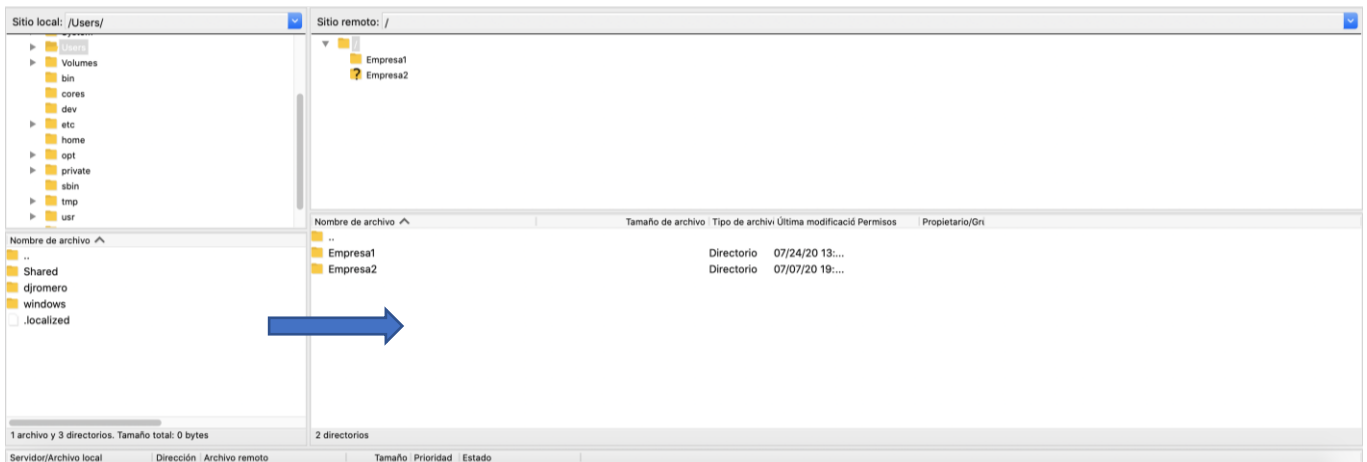 Sitio local: /Users/
Users
Volumes
bin
cores
dev
etc
home
opt
private
sbin
tmp
usr
Nombre de archivo
..
Shared
djromero
windows
.localized
1 archivo y 3 directorios. Tamaño total: 0 bytes
Sitio remoto: /
/
Empresa1
Empresa2
Nombre de archivo Tamaño de archivo Tipo de archivi Última modificació Permisos Propietario/Gru
..
Empresa1 Directorio 07/24/20 13:...
Empresa2 Directorio 07/07/20 19:...
2 directorios
Servidor/Archivo local Dirección Archivo remoto Tamaño Prioridad Estado